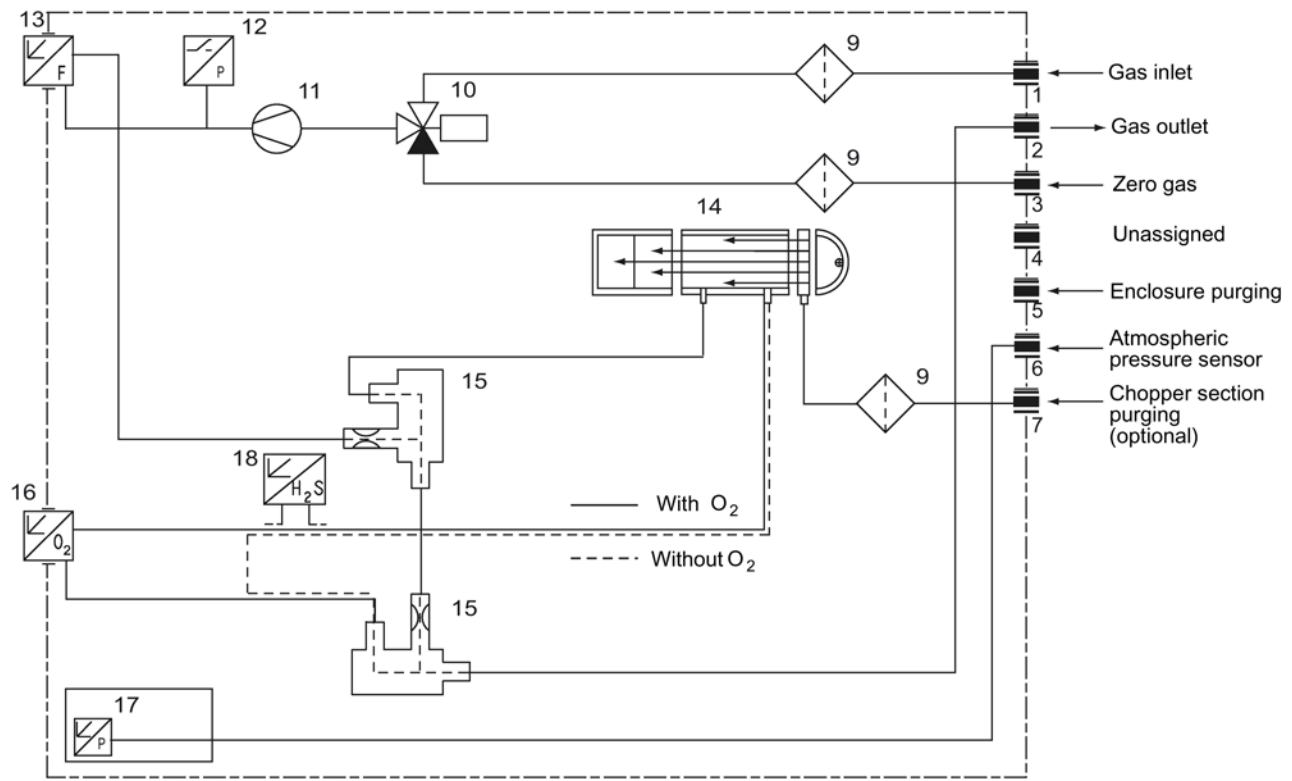 13
12
9
F
P
11
10
1
Gas inlet
2
Gas outlet
9
3
Zero gas
14
4
Unassigned
5
Enclosure purging
6
Atmospheric
pressure sensor
15
9
7
Chopper section
purging
(optional)
18
H₂S
16
O₂
With O₂
Without O₂
15
17
P